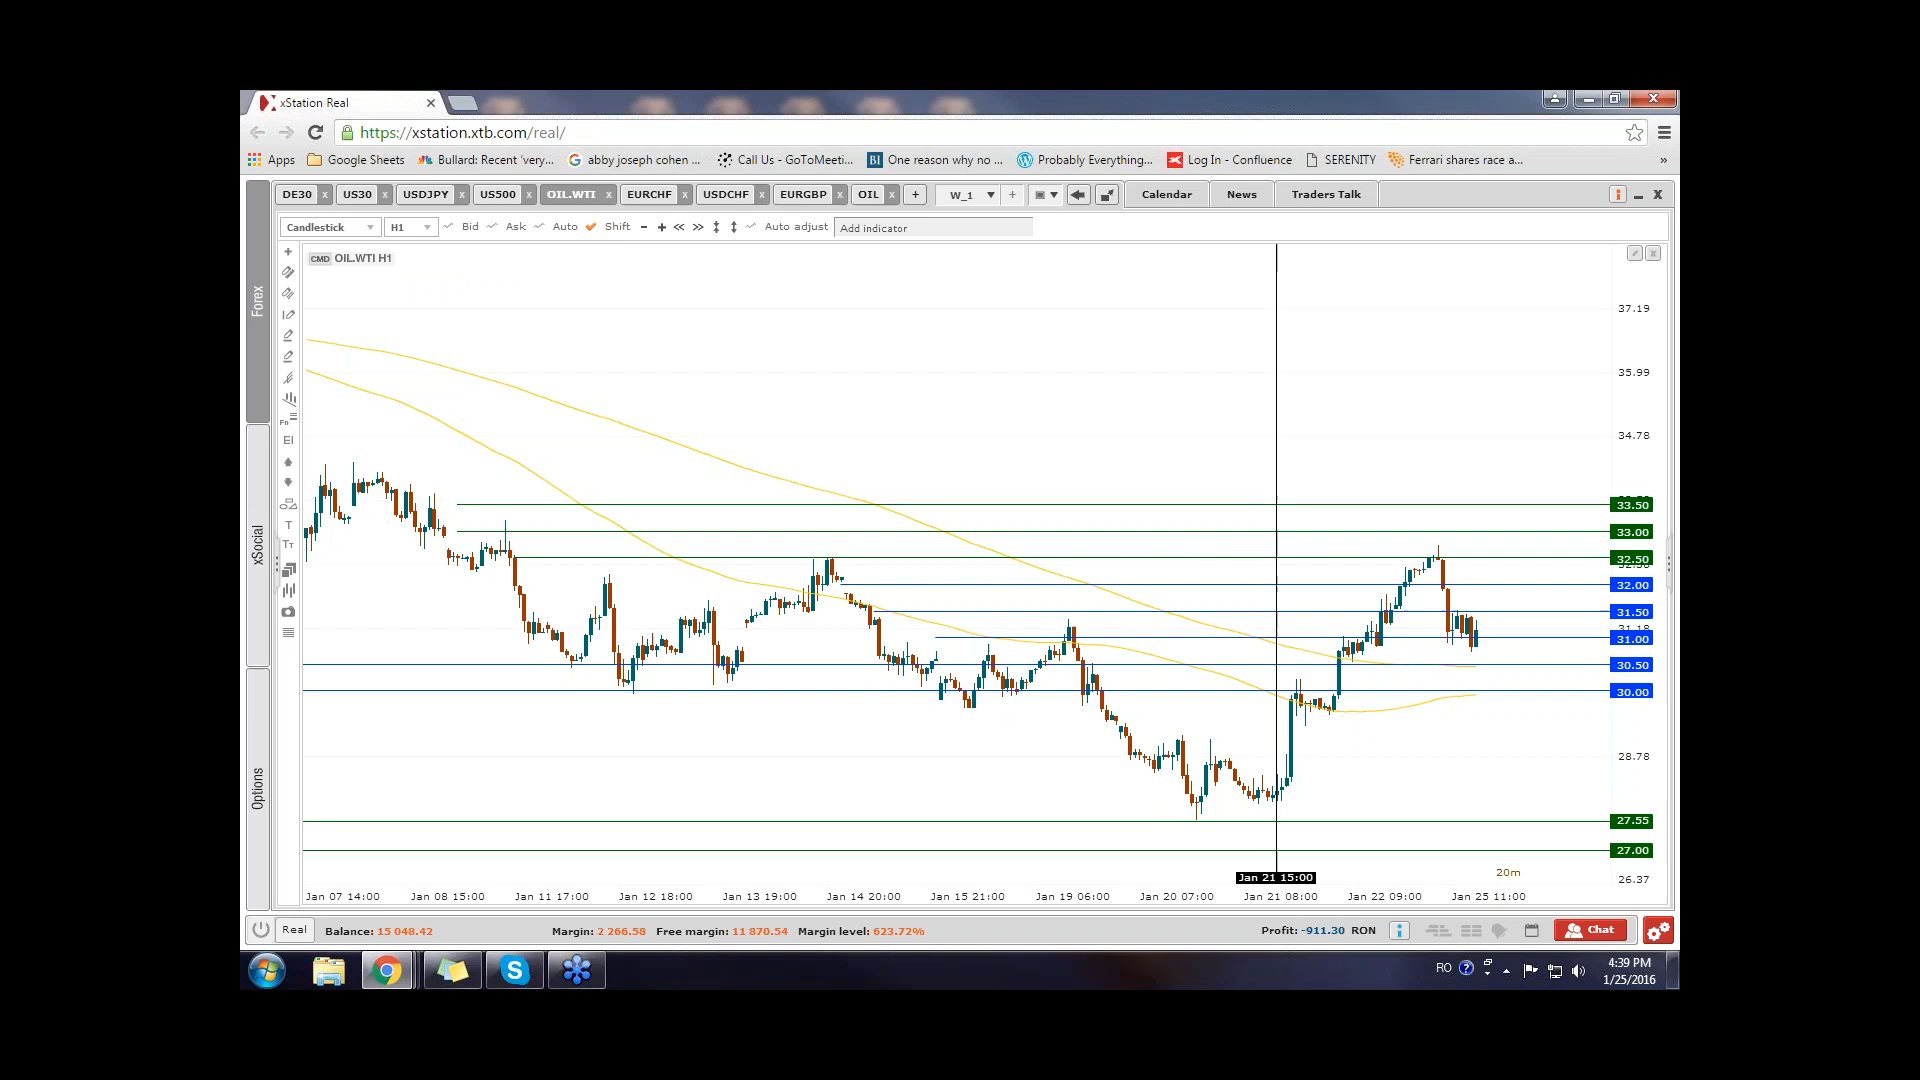 xStation Real
https://xstation.xtb.com/real/
Apps Google Sheets Bullard: Recent 'very... abby joseph cohen ... Call Us - GoToMeeti... BI One reason why no ... Probably Everything... Log In - Confluence SERENITY Ferrari shares race a... »
DE30 x US30 x USDJPY x US500 x OIL.WTI x EURCHF x USDCHF x EURGBP x OIL x + W_1 + Calendar News Traders Talk
Candlestick H1 Bid Ask Auto Shift - + << >> Auto adjust Add indicator
CMD OIL.WTI H1
Forex
xSocial
Options
Fn
EI
T
TT
37.19
35.99
34.78
33.50
33.00
32.50
32.00
31.50
31.18
31.00
30.50
30.00
28.78
27.55
27.00
26.37
20m
Jan 21 15:00
Jan 07 14:00 Jan 08 15:00 Jan 11 17:00 Jan 12 18:00 Jan 13 19:00 Jan 14 20:00 Jan 15 21:00 Jan 19 06:00 Jan 20 07:00 Jan 21 08:00 Jan 22 09:00 Jan 25 11:00
Real Balance: 15 048.42 Margin: 2 266.58 Free margin: 11 870.54 Margin level: 623.72% Profit: -911.30 RON i Chat
RO ? 4:39 PM
1/25/2016